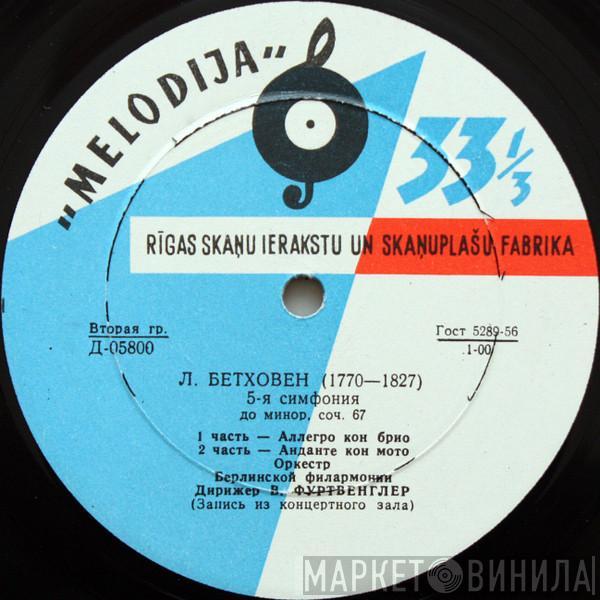 „MELODIJA“
33 1/3
RĪGAS SKAŅU IERAKSTU UN SKAŅUPLAŠU FABRIKA
Вторая гр.
Д-05800
Гост 5289-56
1-00
Л. БЕТХОВЕН (1770—1827)
5-я симфония
до минор, соч. 67
1 часть — Аллегро кон брио
2 часть — Анданте кон мото
Оркестр
Берлинской филармонии
Дирижер В. ФУРТВЕНГЛЕР
(Запись из концертного зала)
МАРКЕТ ВИНИЛА